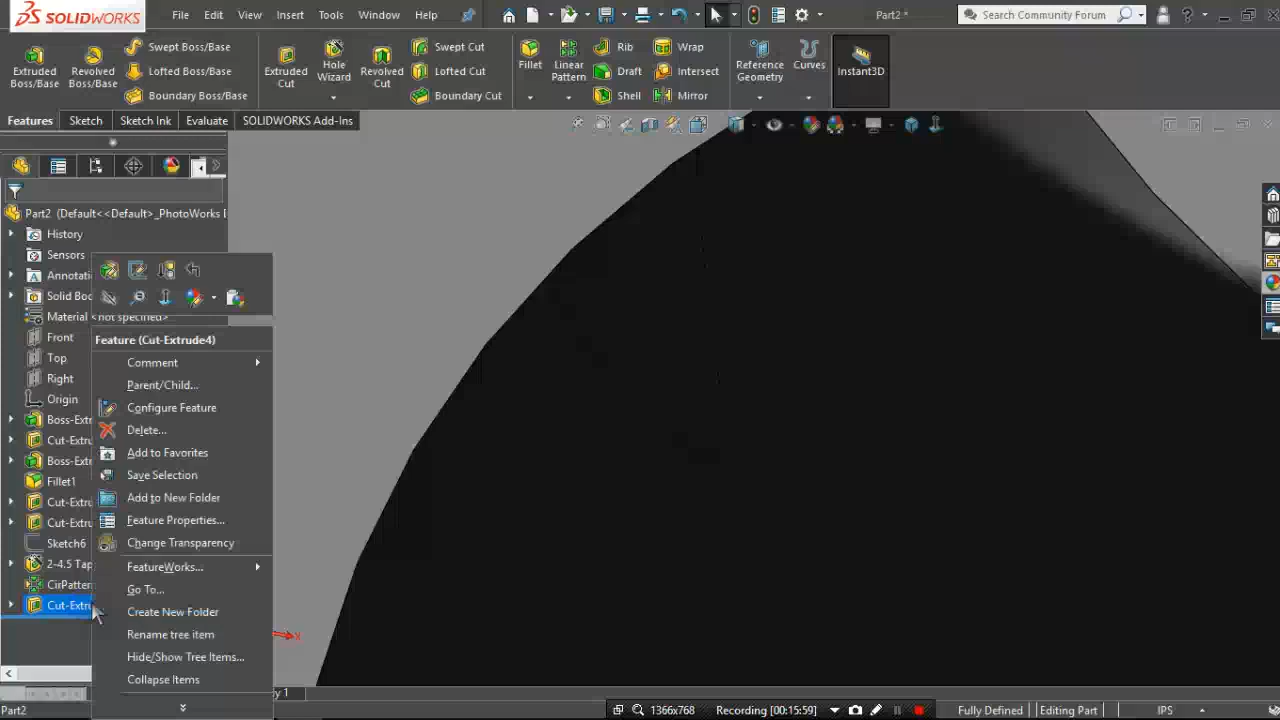 SOLIDWORKS
File Edit View Insert Tools Window Help
Part2 *
Search Community Forum
Extruded Boss/Base
Revolved Boss/Base
Swept Boss/Base
Lofted Boss/Base
Boundary Boss/Base
Extruded Cut
Hole Wizard
Revolved Cut
Swept Cut
Lofted Cut
Boundary Cut
Fillet
Linear Pattern
Rib
Draft
Shell
Wrap
Intersect
Mirror
Reference Geometry
Curves
Instant3D
Features Sketch Sketch Ink Evaluate SOLIDWORKS Add-Ins
Part2 (Default<<Default>_PhotoWorks
History
Sensors
Annotati
Solid Bod
Material <not specified>
Front
Top
Right
Origin
Boss-Extr
Cut-Extru
Boss-Extr
Fillet1
Cut-Extru
Cut-Extru
Sketch6
2-4.5 Tap
CirPattern
Cut-Extru
Feature (Cut-Extrude4)
Comment
Parent/Child...
Configure Feature
Delete...
Add to Favorites
Save Selection
Add to New Folder
Feature Properties...
Change Transparency
FeatureWorks...
Go To...
Create New Folder
Rename tree item
Hide/Show Tree Items...
Collapse Items
x
y 1
Part2
1366x768
Recording [00:15:59]
Fully Defined
Editing Part
IPS